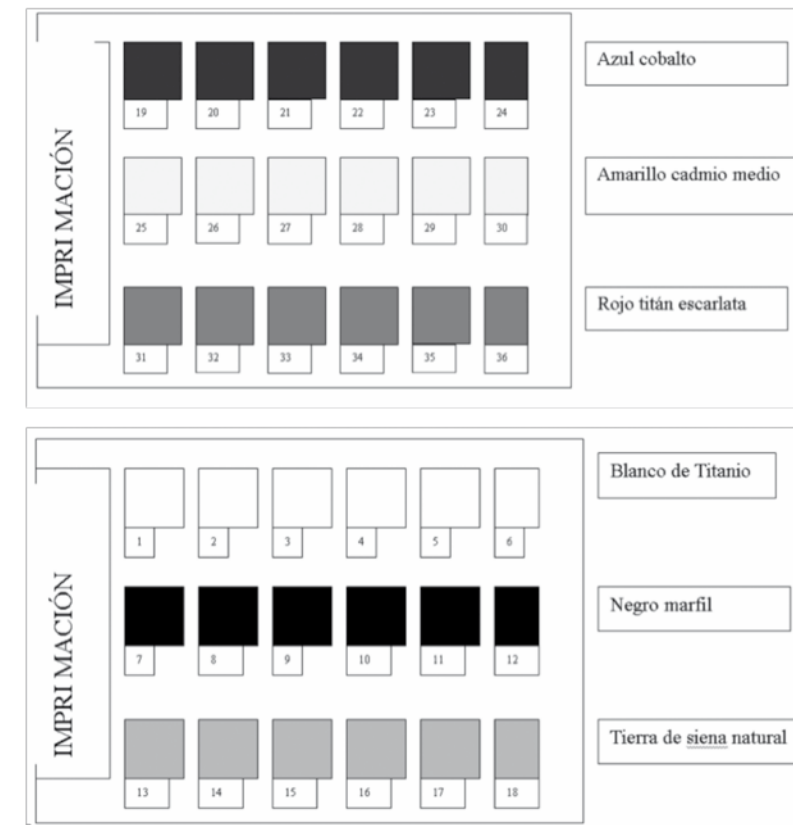 IMPRI MACIÓN
19 20 21 22 23 24
Azul cobalto
25 26 27 28 29 30
Amarillo cadmio medio
31 32 33 34 35 36
Rojo titán escarlata
IMPRI MACIÓN
1 2 3 4 5 6
Blanco de Titanio
7 8 9 10 11 12
Negro marfil
13 14 15 16 17 18
Tierra de siena natural